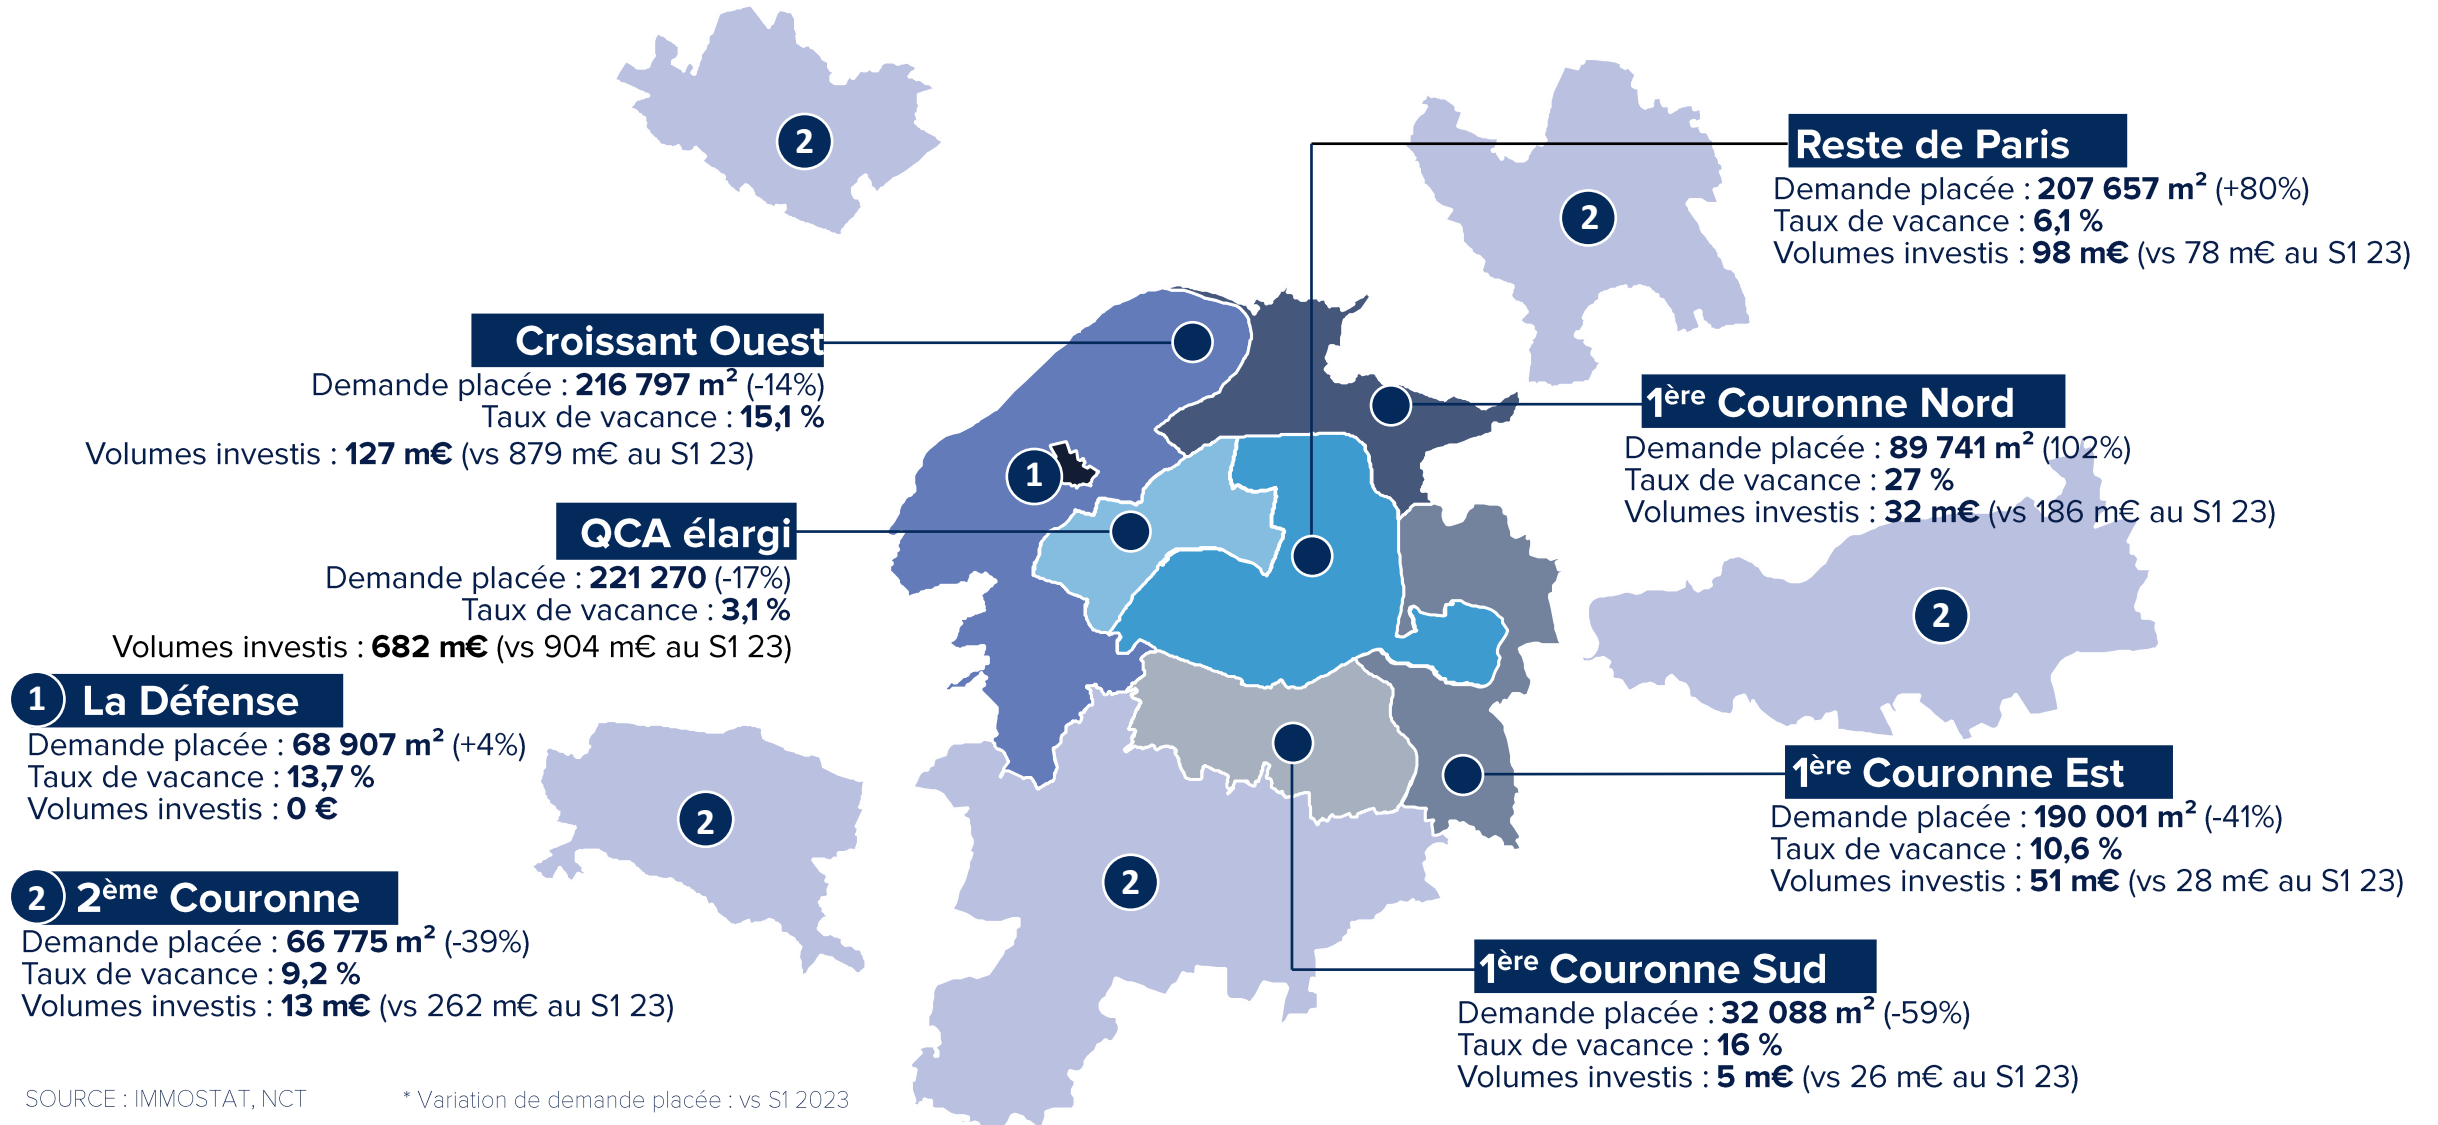 2
2
Reste de Paris
Demande placée : 207 657 m² (+80%)
Taux de vacance : 6,1 %
Volumes investis : 98 m€ (vs 78 m€ au S1 23)
Croissant Ouest
Demande placée : 216 797 m² (-14%)
Taux de vacance : 15,1 %
Volumes investis : 127 m€ (vs 879 m€ au S1 23)
1
1ère Couronne Nord
Demande placée : 89 741 m² (102%)
Taux de vacance : 27 %
Volumes investis : 32 m€ (vs 186 m€ au S1 23)
2
QCA élargi
Demande placée : 221 270 (-17%)
Taux de vacance : 3,1 %
Volumes investis : 682 m€ (vs 904 m€ au S1 23)
1 La Défense
Demande placée : 68 907 m² (+4%)
Taux de vacance : 13,7 %
Volumes investis : 0 €
2
1ère Couronne Est
Demande placée : 190 001 m² (-41%)
Taux de vacance : 10,6 %
Volumes investis : 51 m€ (vs 28 m€ au S1 23)
2 2ème Couronne
Demande placée : 66 775 m² (-39%)
Taux de vacance : 9,2 %
Volumes investis : 13 m€ (vs 262 m€ au S1 23)
2
1ère Couronne Sud
Demande placée : 32 088 m² (-59%)
Taux de vacance : 16 %
Volumes investis : 5 m€ (vs 26 m€ au S1 23)
SOURCE : IMMOSTAT, NCT
* Variation de demande placée : vs S1 2023